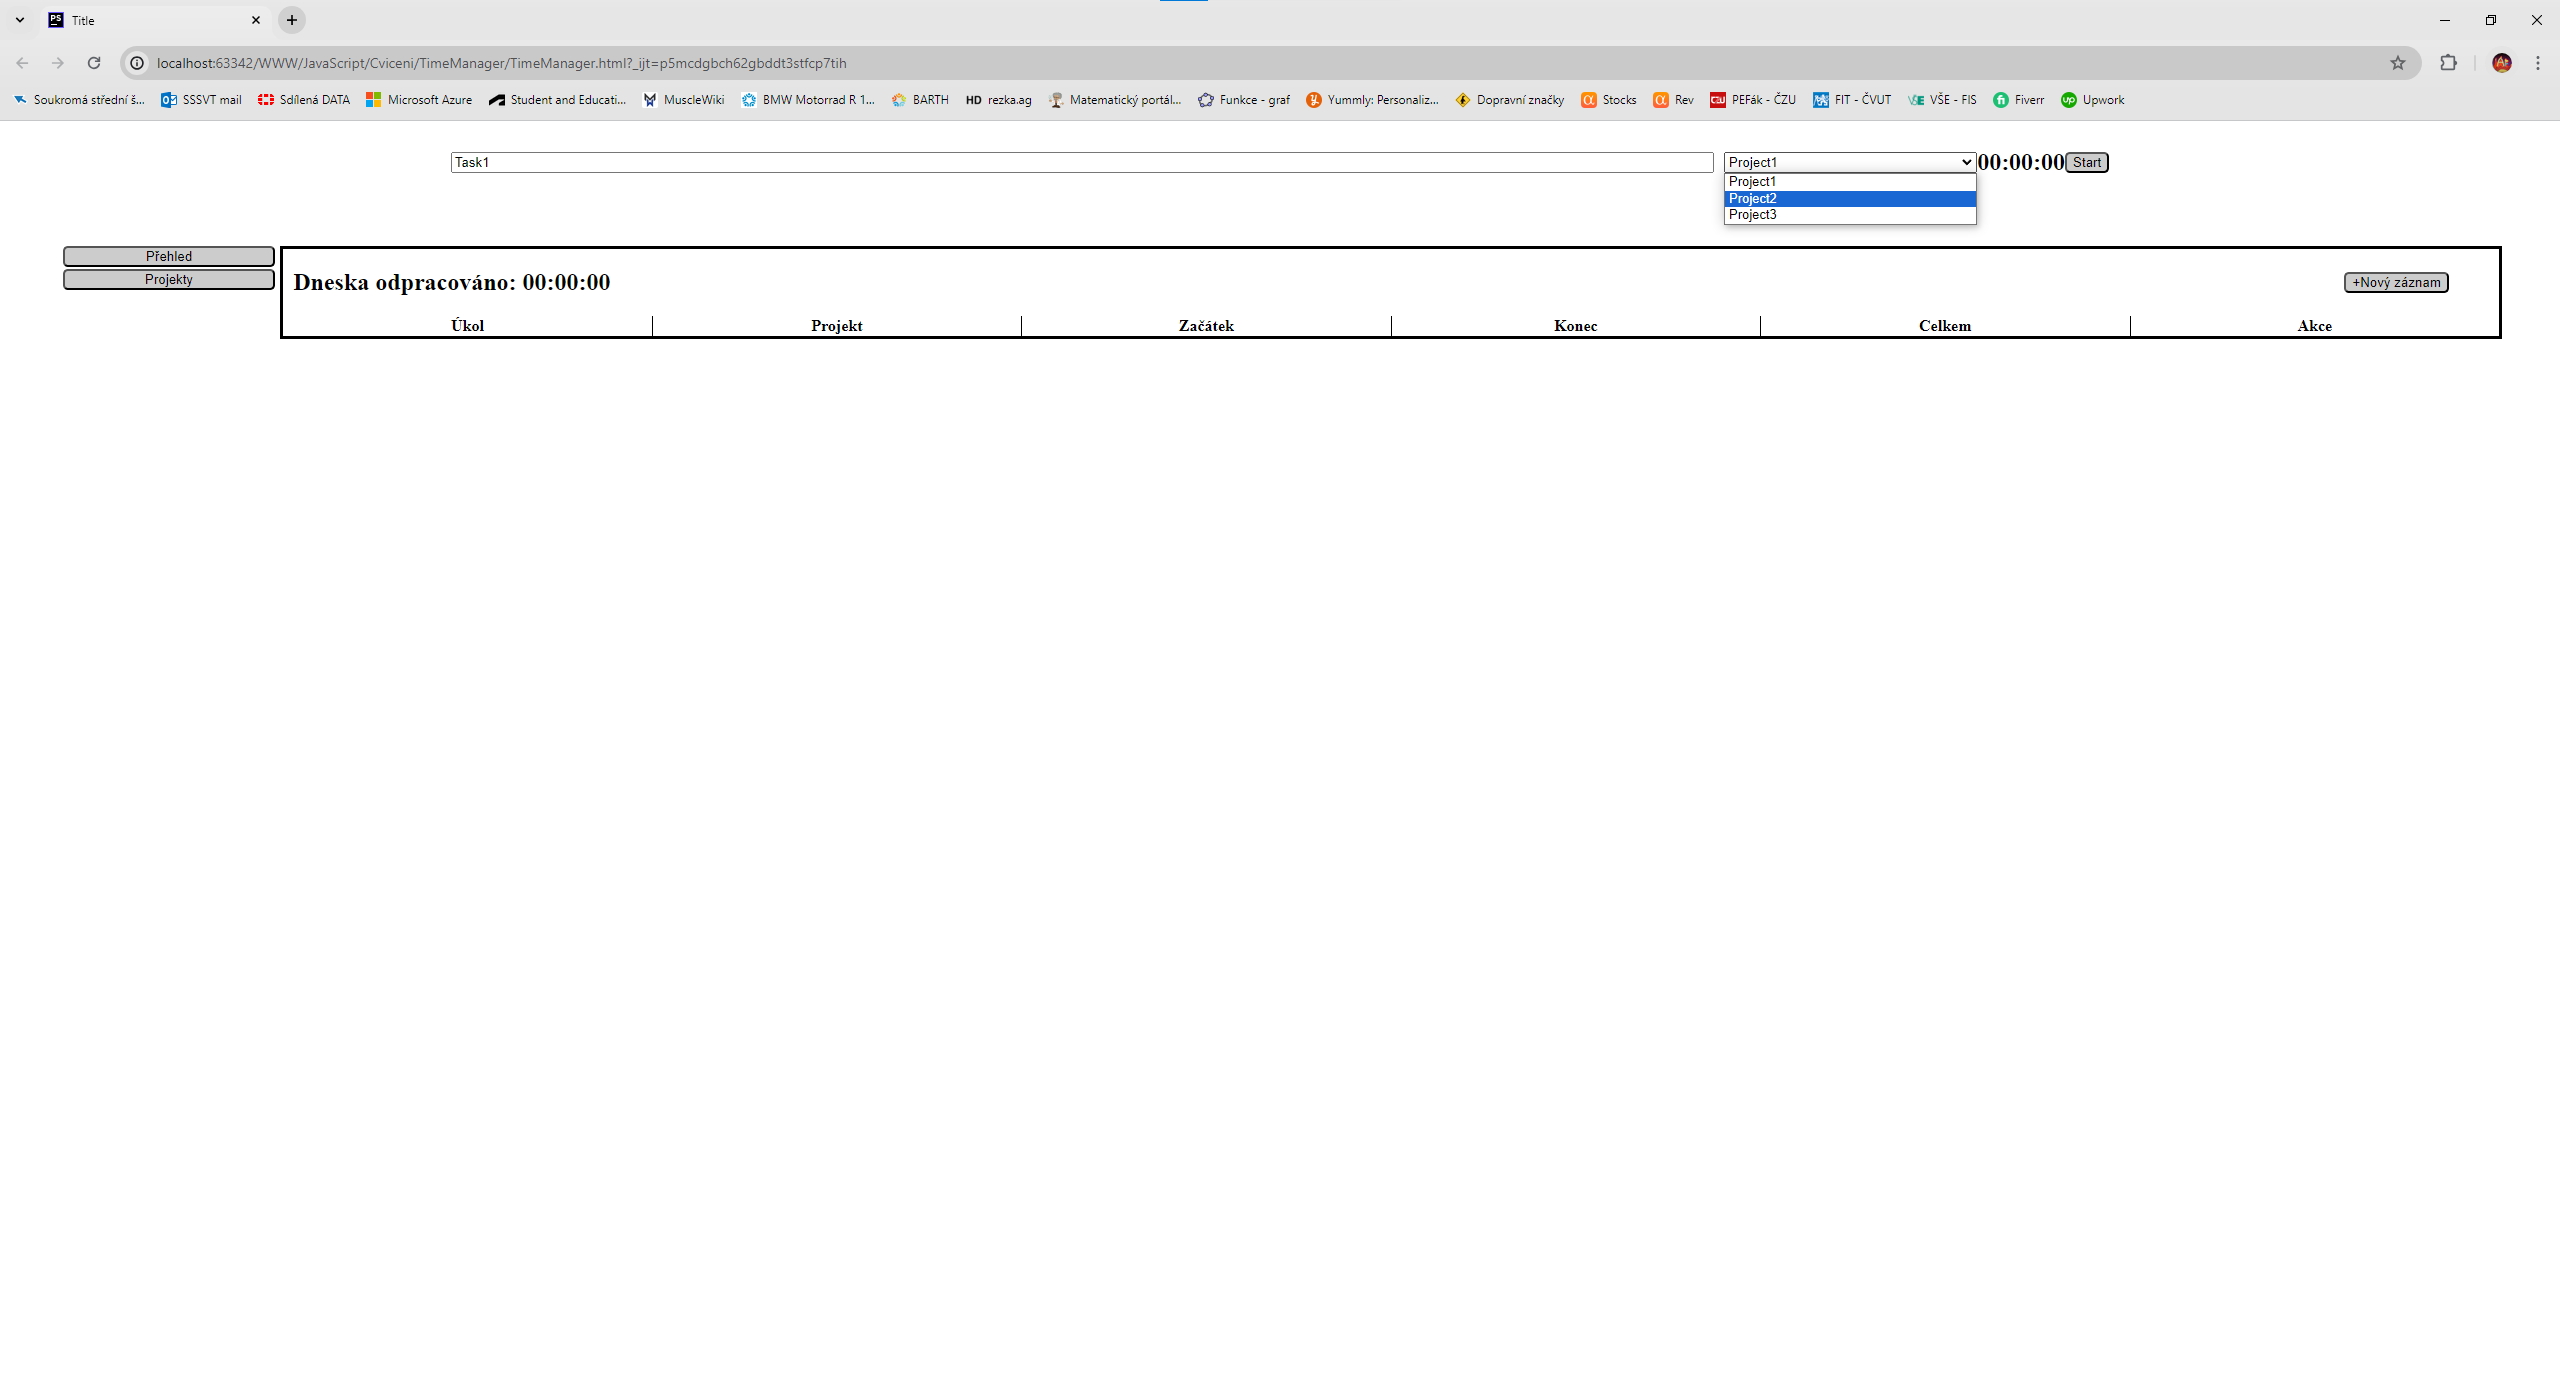 Title
localhost:63342/WWW/JavaScript/Cviceni/TimeManager/TimeManager.html?_ijt=p5mcdgbch62gbddt3stfcp7tih
Soukromá střední š... SSSVT mail Sdílená DATA Microsoft Azure Student and Educati... MuscleWiki BMW Motorrad R 1... BARTH HD rezka.ag Matematický portál... Funkce - graf Yummly: Personaliz... Dopravní značky Stocks Rev PEFák - ČZU FIT - ČVUT VŠE - FIS Fiverr Upwork
Task1 Project1 00:00:00 Start
Project1
Project2
Project3
Přehled
Projekty
Dneska odpracováno: 00:00:00 +Nový záznam
Úkol Projekt Začátek Konec Celkem Akce